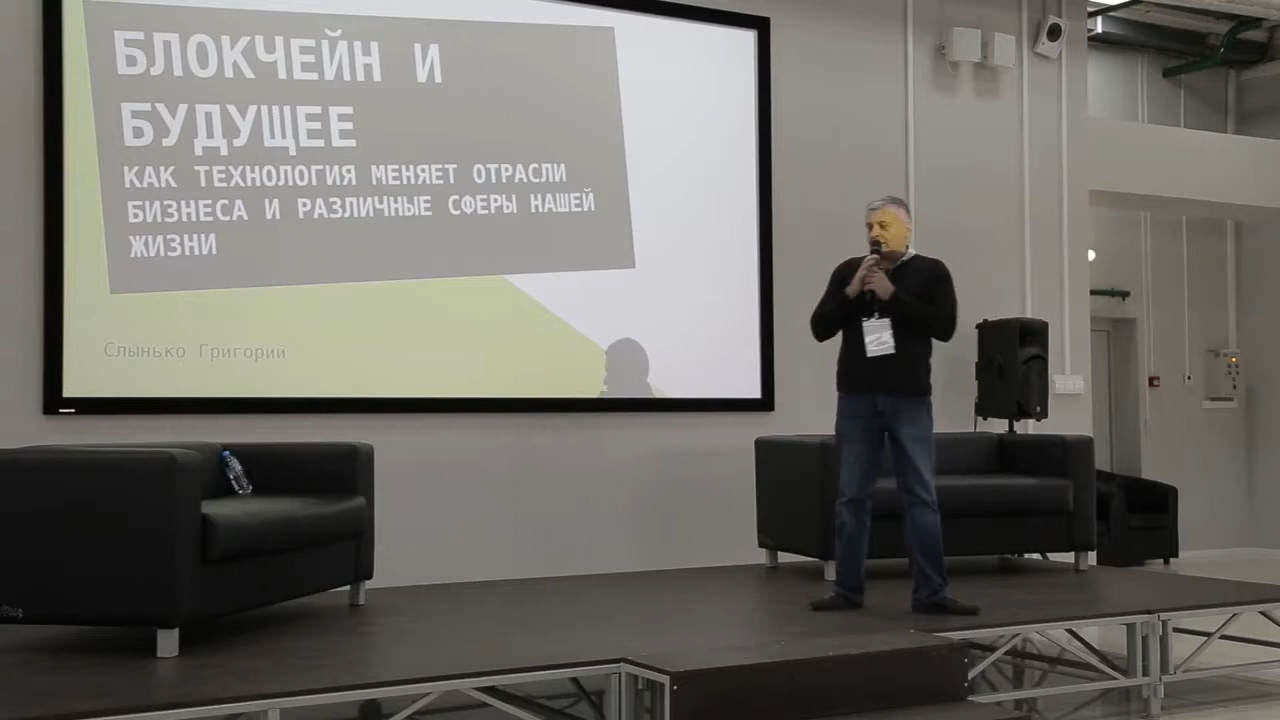 БЛОКЧЕЙН И
БУДУЩЕЕ
КАК ТЕХНОЛОГИЯ МЕНЯЕТ ОТРАСЛИ
БИЗНЕСА И РАЗЛИЧНЫЕ СФЕРЫ НАШЕЙ
ЖИЗНИ
Слынько Григорий